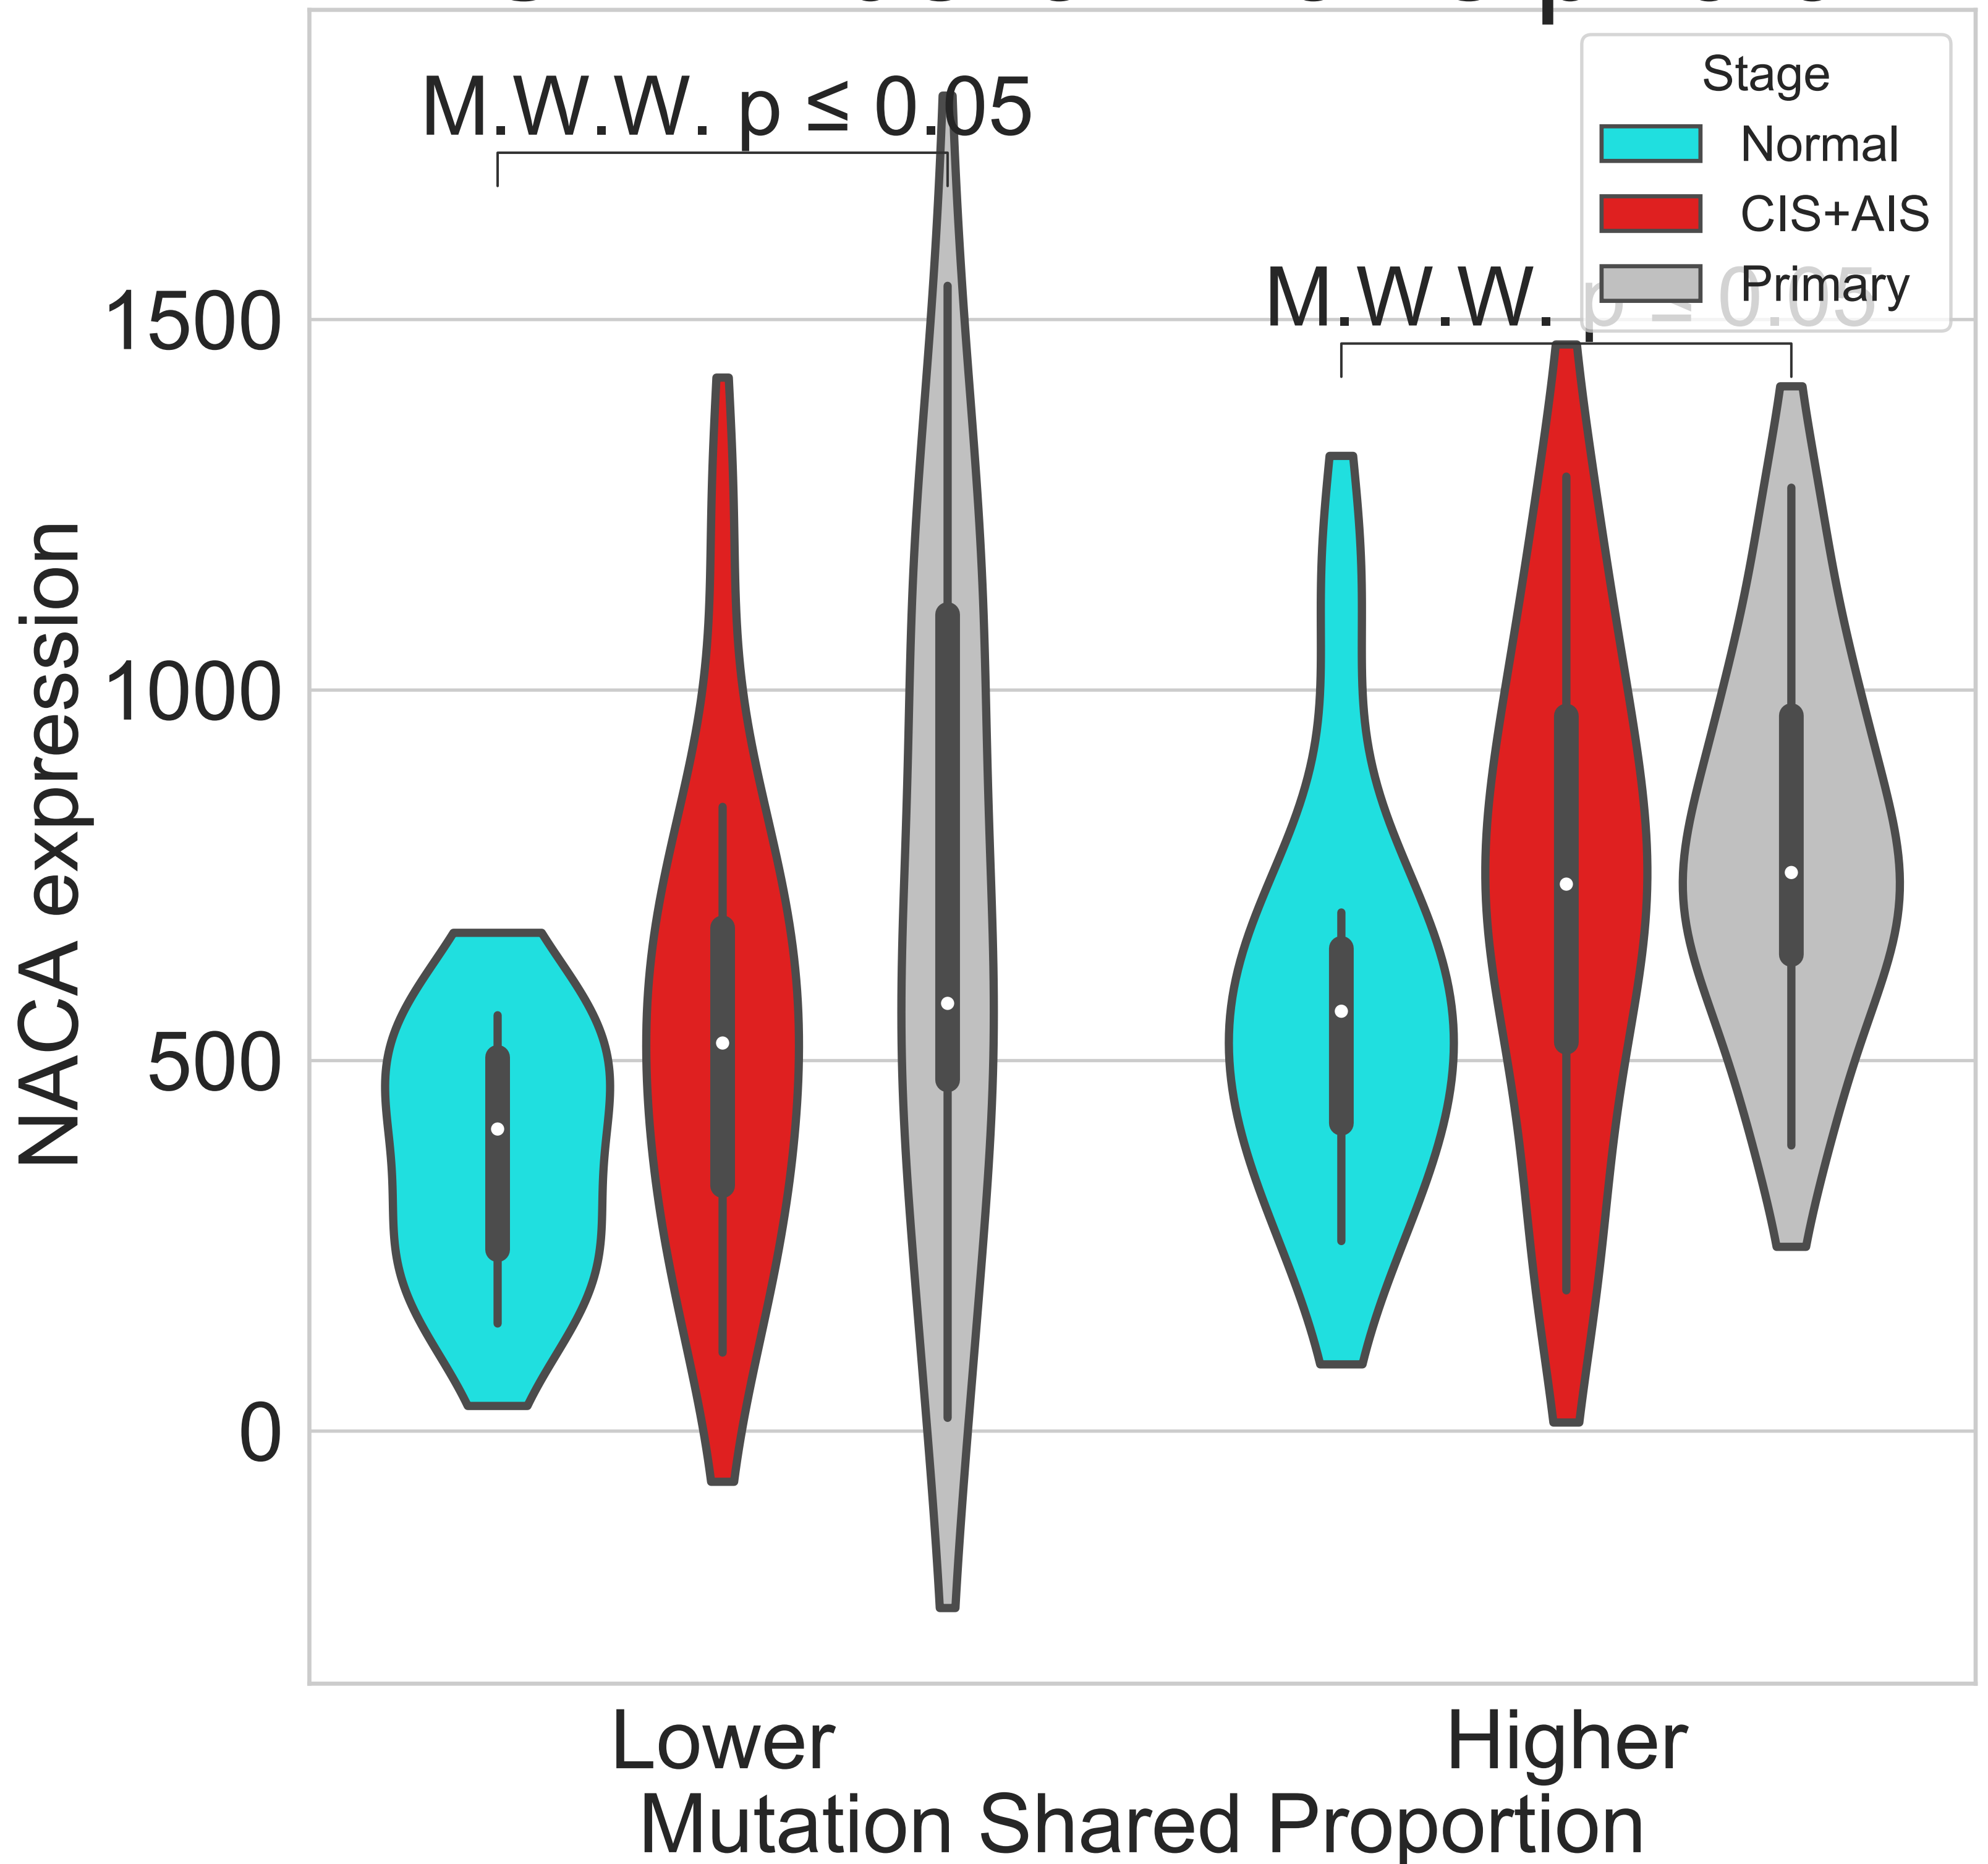 M.W.W. p ≤ 0.05
Stage
Normal
CIS+AIS
Primary
M.W.W. p ≤ 0.05
1500
1000
500
0
NACA expression
Lower
Higher
Mutation Shared Proportion